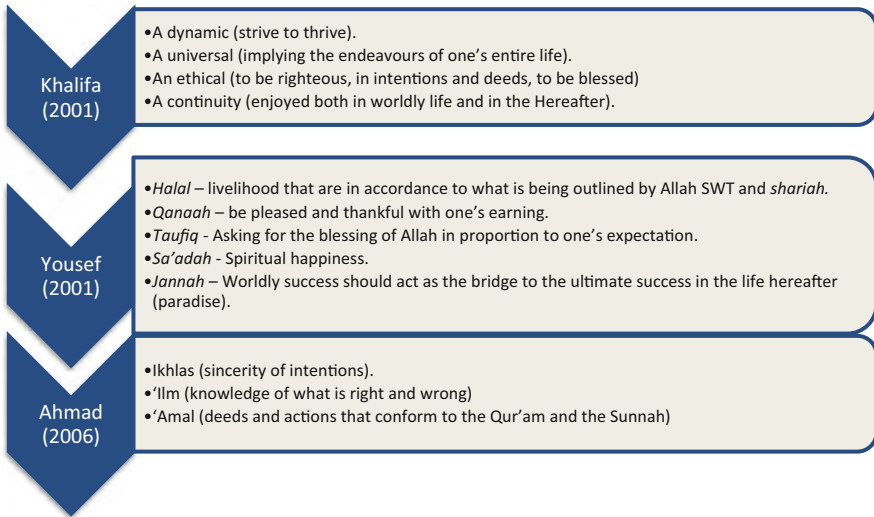 Khalifa
(2001)
•A dynamic (strive to thrive).
•A universal (implying the endeavours of one’s entire life).
•An ethical (to be righteous, in intentions and deeds, to be blessed)
•A continuity (enjoyed both in worldly life and in the Hereafter).
Yousef
(2001)
•Halal – livelihood that are in accordance to what is being outlined by Allah SWT and shariah.
•Qanaah – be pleased and thankful with one’s earning.
•Taufiq - Asking for the blessing of Allah in proportion to one’s expectation.
•Sa’adah - Spiritual happiness.
•Jannah – Worldly success should act as the bridge to the ultimate success in the life hereafter
(paradise).
Ahmad
(2006)
•Ikhlas (sincerity of intentions).
•‘Ilm (knowledge of what is right and wrong)
•‘Amal (deeds and actions that conform to the Qur’am and the Sunnah)